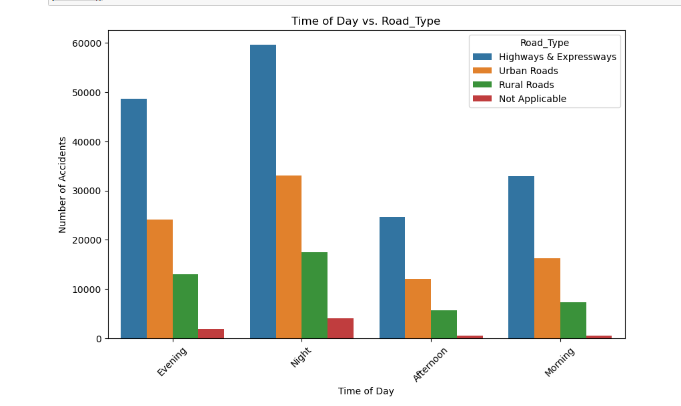 Time of Day vs. Road_Type
Road_Type
Highways & Expressways
Urban Roads
Rural Roads
Not Applicable
Number of Accidents
60000
50000
40000
30000
20000
10000
0
Evening
Night
Afternoon
Morning
Time of Day